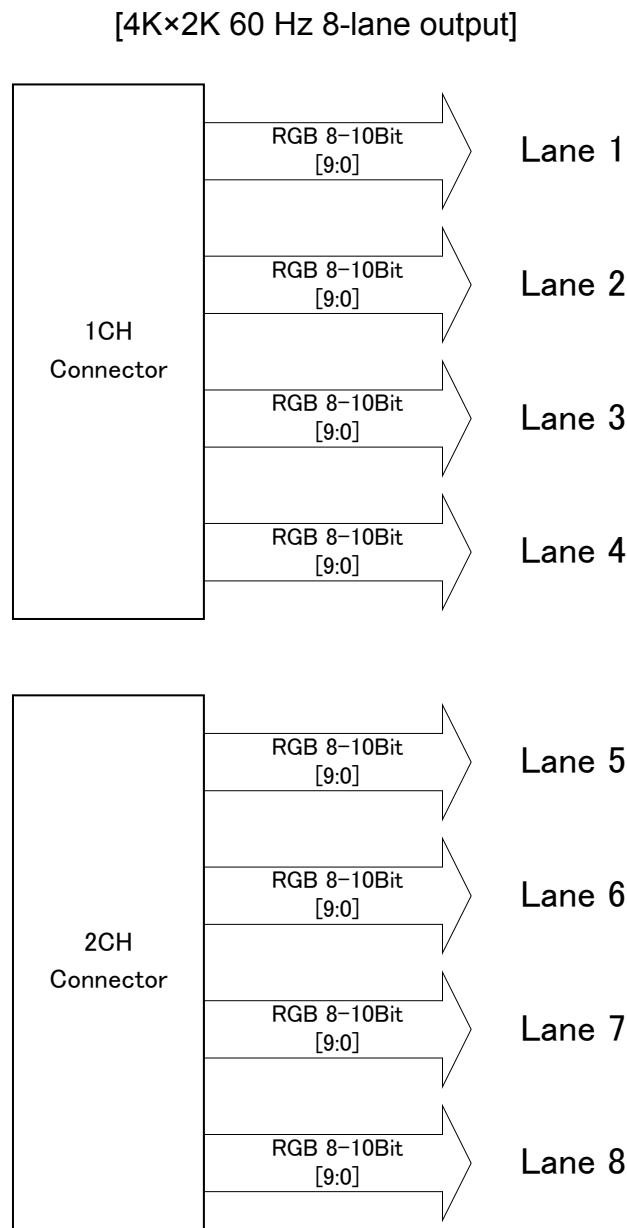 [4K×2K 60 Hz 8-lane output]
1CH
Connector
RGB 8-10Bit
[9:0]
Lane 1
RGB 8-10Bit
[9:0]
Lane 2
RGB 8-10Bit
[9:0]
Lane 3
RGB 8-10Bit
[9:0]
Lane 4
2CH
Connector
RGB 8-10Bit
[9:0]
Lane 5
RGB 8-10Bit
[9:0]
Lane 6
RGB 8-10Bit
[9:0]
Lane 7
RGB 8-10Bit
[9:0]
Lane 8